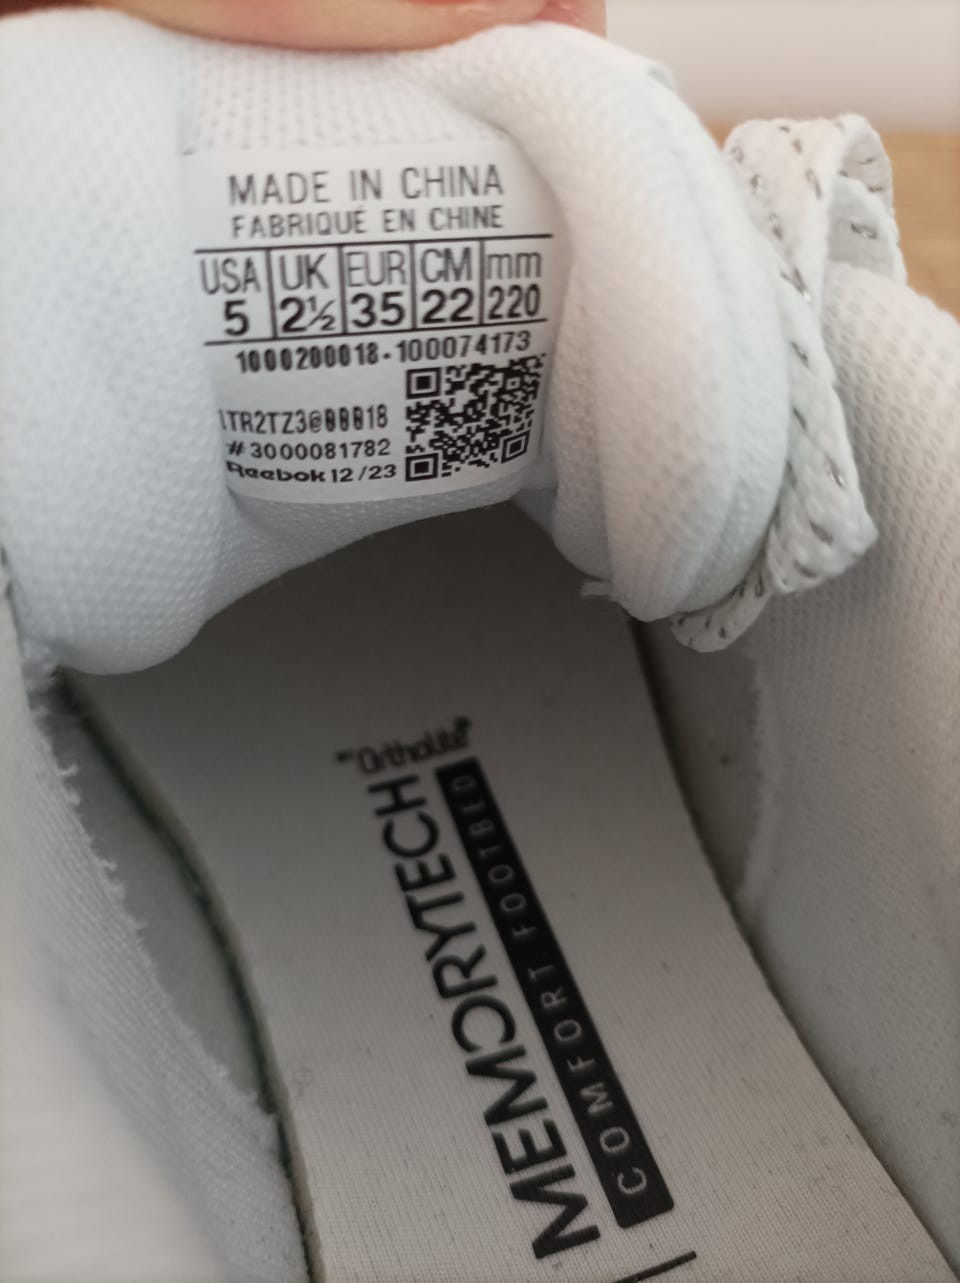 MADE IN CHINA
FABRIQUÉ EN CHINE
USA UK EUR CM mm
5 2½ 35 22 220
1000200018-100074173
1TR2TZ3@00018
#3000081782
Reebok 12/23
OrthoLite®
MEMORYTECH
COMFORT FOOTBED